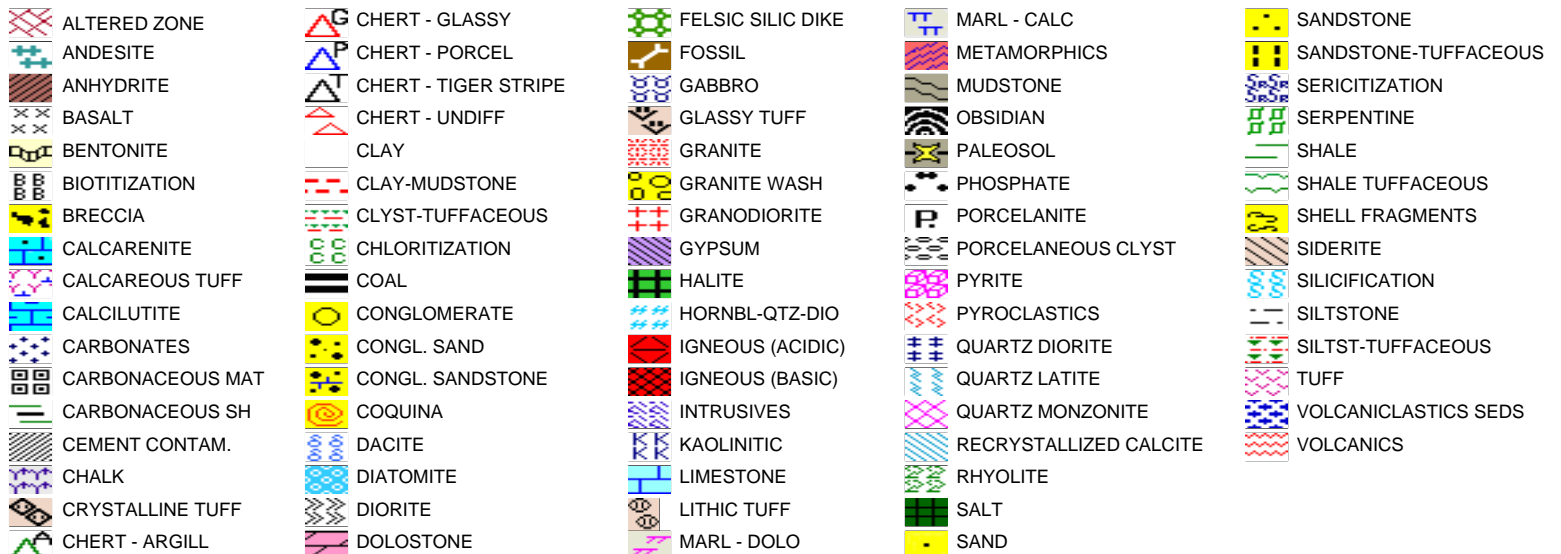 ALTERED ZONE
ANDESITE
ANHYDRITE
BASALT
BENTONITE
BIOTITIZATION
BRECCIA
CALCARENITE
CALCAREOUS TUFF
CALCILUTITE
CARBONATES
CARBONACEOUS MAT
CARBONACEOUS SH
CEMENT CONTAM.
CHALK
CRYSTALLINE TUFF
CHERT - ARGILL
CHERT - GLASSY
CHERT - PORCEL
CHERT - TIGER STRIPE
CHERT - UNDIFF
CLAY
CLAY-MUDSTONE
CLYST-TUFFACEOUS
CHLORITIZATION
COAL
CONGLOMERATE
CONGL. SAND
CONGL. SANDSTONE
COQUINA
DACITE
DIATOMITE
DIORITE
DOLOSTONE
FELSIC SILIC DIKE
FOSSIL
GABBRO
GLASSY TUFF
GRANITE
GRANITE WASH
GRANODIORITE
GYPSUM
HALITE
HORNBL-QTZ-DIO
IGNEOUS (ACIDIC)
IGNEOUS (BASIC)
INTRUSIVES
KAOLINITIC
LIMESTONE
LITHIC TUFF
MARL - DOLO
MARL - CALC
METAMORPHICS
MUDSTONE
OBSIDIAN
PALEOSOL
PHOSPHATE
PORCELANITE
PORCELANEOUS CLYST
PYRITE
PYROCLASTICS
QUARTZ DIORITE
QUARTZ LATITE
QUARTZ MONZONITE
RECRYSTALLIZED CALCITE
RHYOLITE
SALT
SAND
SANDSTONE
SANDSTONE-TUFFACEOUS
SERICITIZATION
SERPENTINE
SHALE
SHALE TUFFACEOUS
SHELL FRAGMENTS
SIDERITE
SILICIFICATION
SILTSTONE
SILTST-TUFFACEOUS
TUFF
VOLCANICLASTICS SEDS
VOLCANICS